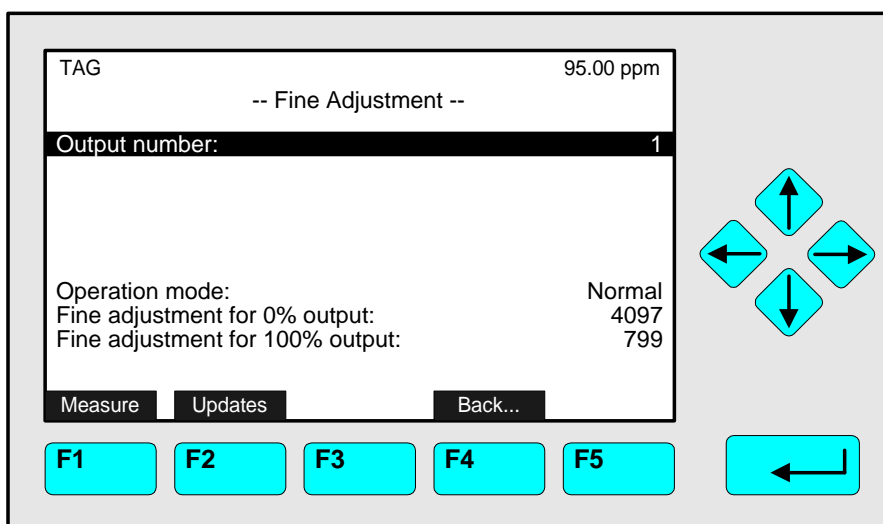 TAG 95.00 ppm
-- Fine Adjustment --
Output number: 1
Operation mode: Normal
Fine adjustment for 0% output: 4097
Fine adjustment for 100% output: 799
Measure Updates Back...
F1 F2 F3 F4 F5